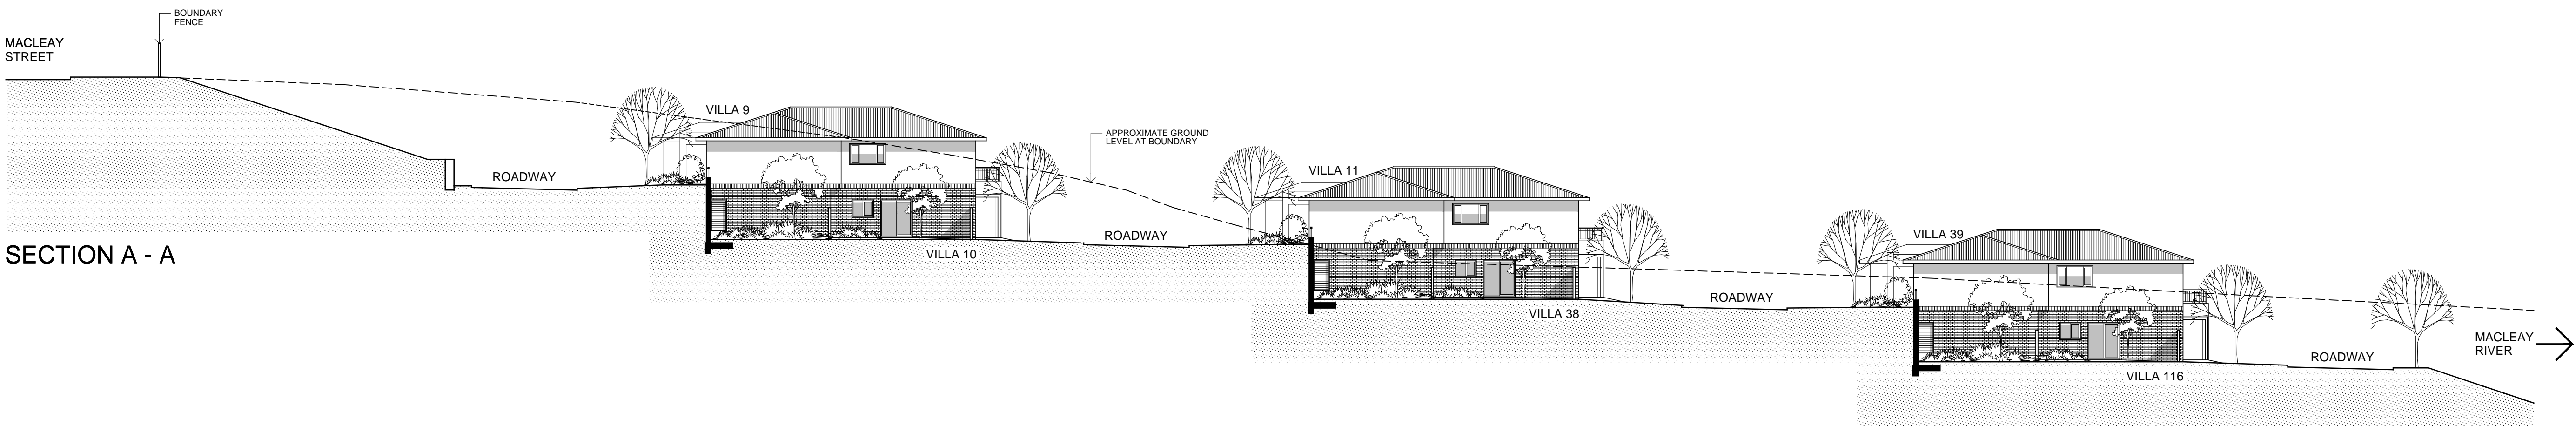 BOUNDARY
FENCE
MACLEAY
STREET
VILLA 9
APPROXIMATE GROUND
LEVEL AT BOUNDARY
VILLA 11
ROADWAY
VILLA 39
ROADWAY
SECTION A - A
VILLA 10
ROADWAY
VILLA 38
MACLEAY
RIVER
ROADWAY
VILLA 116